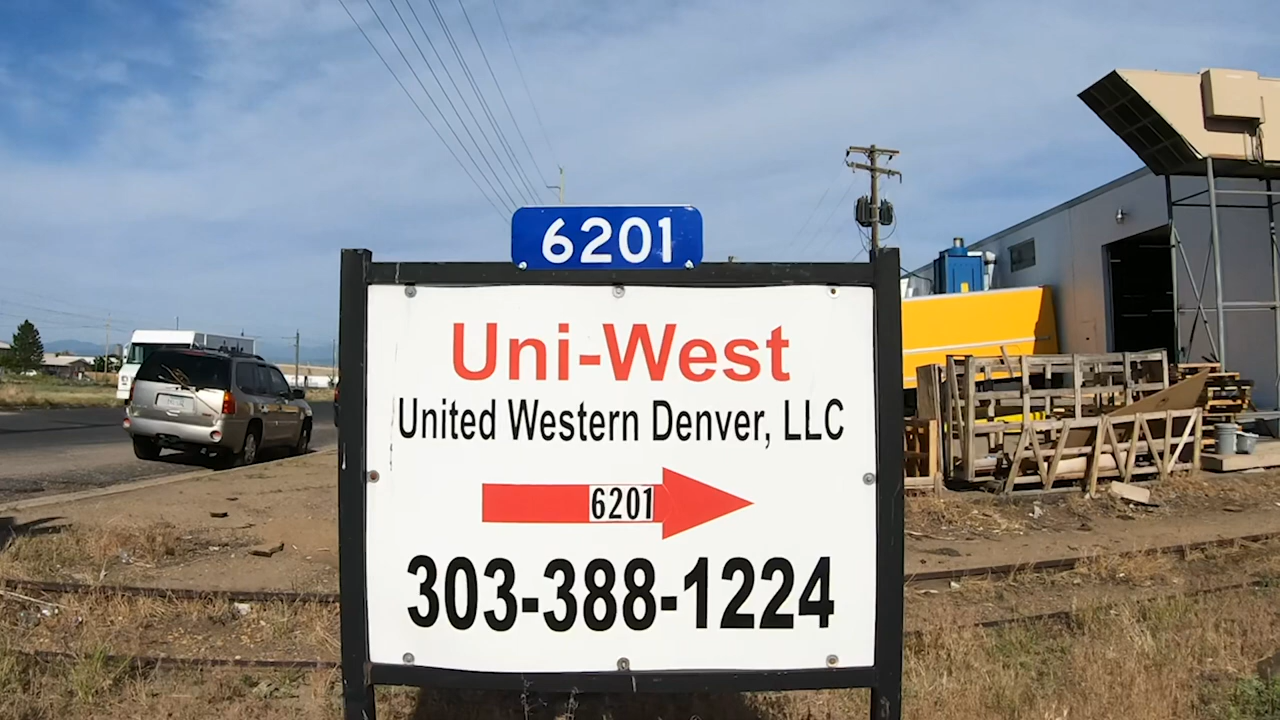 6201
Uni-West
United Western Denver, LLC
6201
303-388-1224